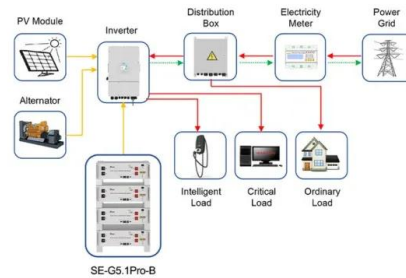 PV Module
Inverter
Distribution
Box
Electricity
Meter
Power
Grid
Alternator
Intelligent
Load
Critical
Load
Ordinary
Load
SE-G5.1Pro-B